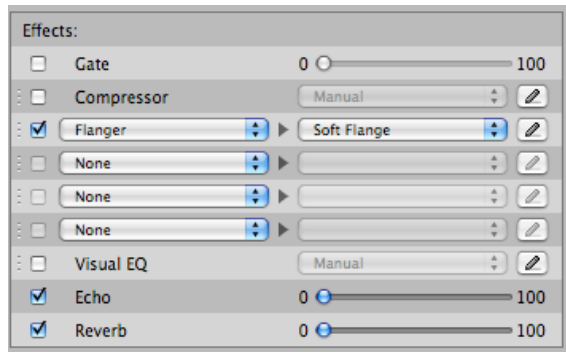 Effects:
Gate 0 100
Compressor Manual
Flanger Soft Flange
None
None
None
Visual EQ Manual
Echo 0 100
Reverb 0 100